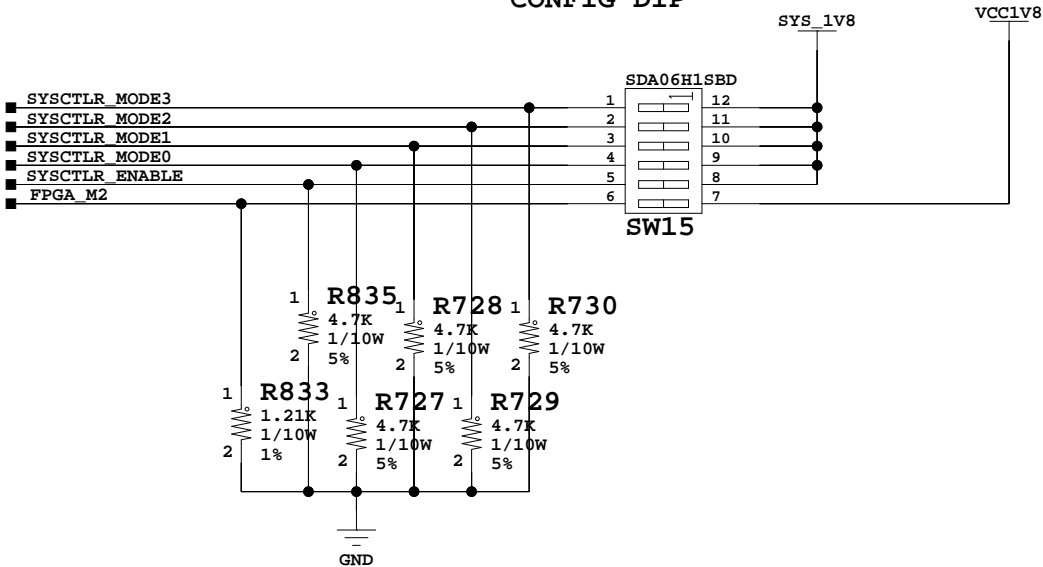 CONFIG DIP
SYS_1V8
VCC1V8
SDA06H1SBD
SYSCTLR_MODE3
1
12
SYSCTLR_MODE2
2
11
SYSCTLR_MODE1
3
10
SYSCTLR_MODE0
4
9
SYSCTLR_ENABLE
5
8
FPGA_M2
6
7
1
SW15
1
R835
4.7K
1/10W
2
5%
1
R728
4.7K
1/10W
2
5%
1
R730
4.7K
1/10W
2
5%
1
R833
1.21K
1/10W
2
1%
1
R727
4.7K
1/10W
2
5%
1
R729
4.7K
1/10W
2
5%
GND